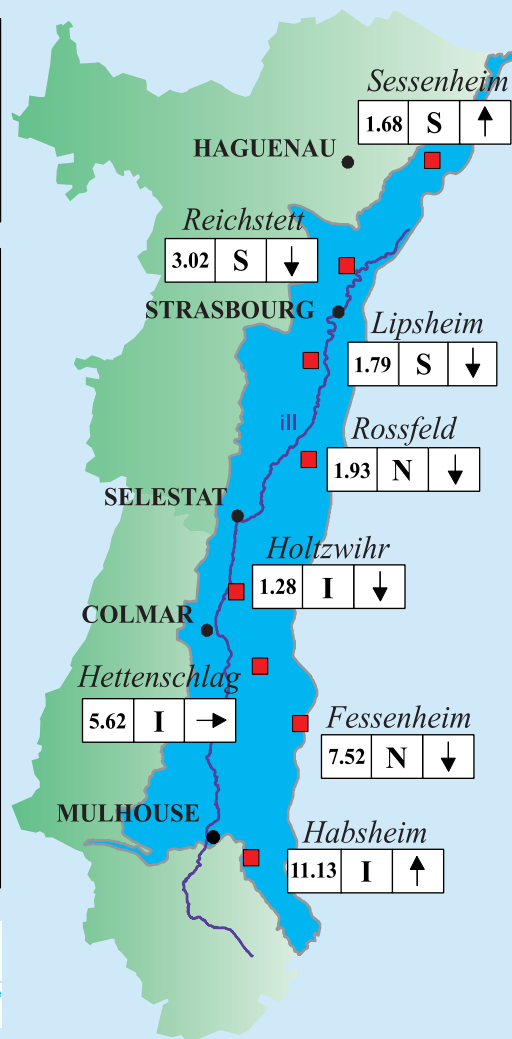 Sessenheim
1.68 S ↑
HAGUENAU
Reichstett
3.02 S ↓
STRASBOURG
Lipsheim
1.79 S ↓
ill
Rossfeld
1.93 N ↓
SELESTAT
Holtzwihr
1.28 I ↓
COLMAR
Hettenschlag
5.62 I →
Fessenheim
7.52 N ↓
MULHOUSE
Habsheim
11.13 I ↑